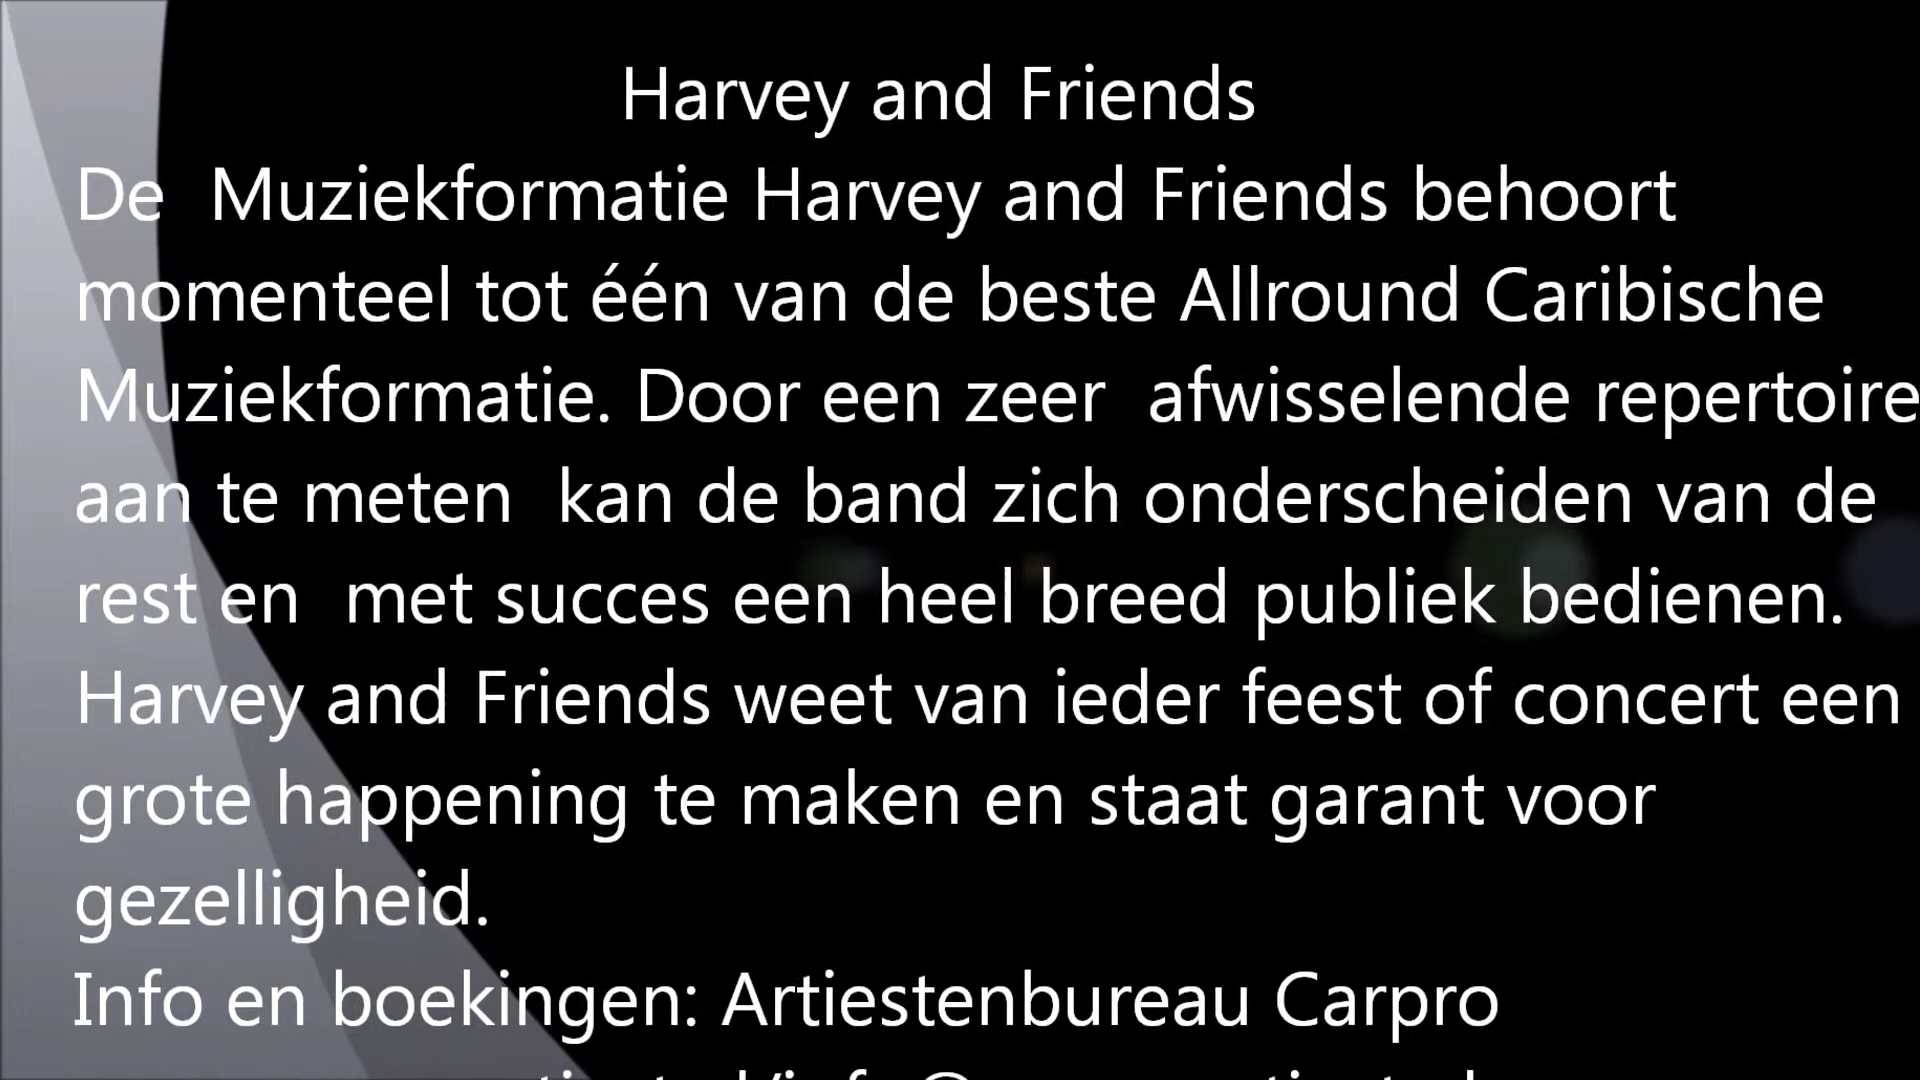 Harvey and Friends
De  Muziekformatie Harvey and Friends behoort
momenteel tot één van de beste Allround Caribische
Muziekformatie. Door een zeer  afwisselende repertoire
aan te meten  kan de band zich onderscheiden van de
rest en  met succes een heel breed publiek bedienen.
Harvey and Friends weet van ieder feest of concert een
grote happening te maken en staat garant voor
gezelligheid.
Info en boekingen: Artiestenbureau Carpro